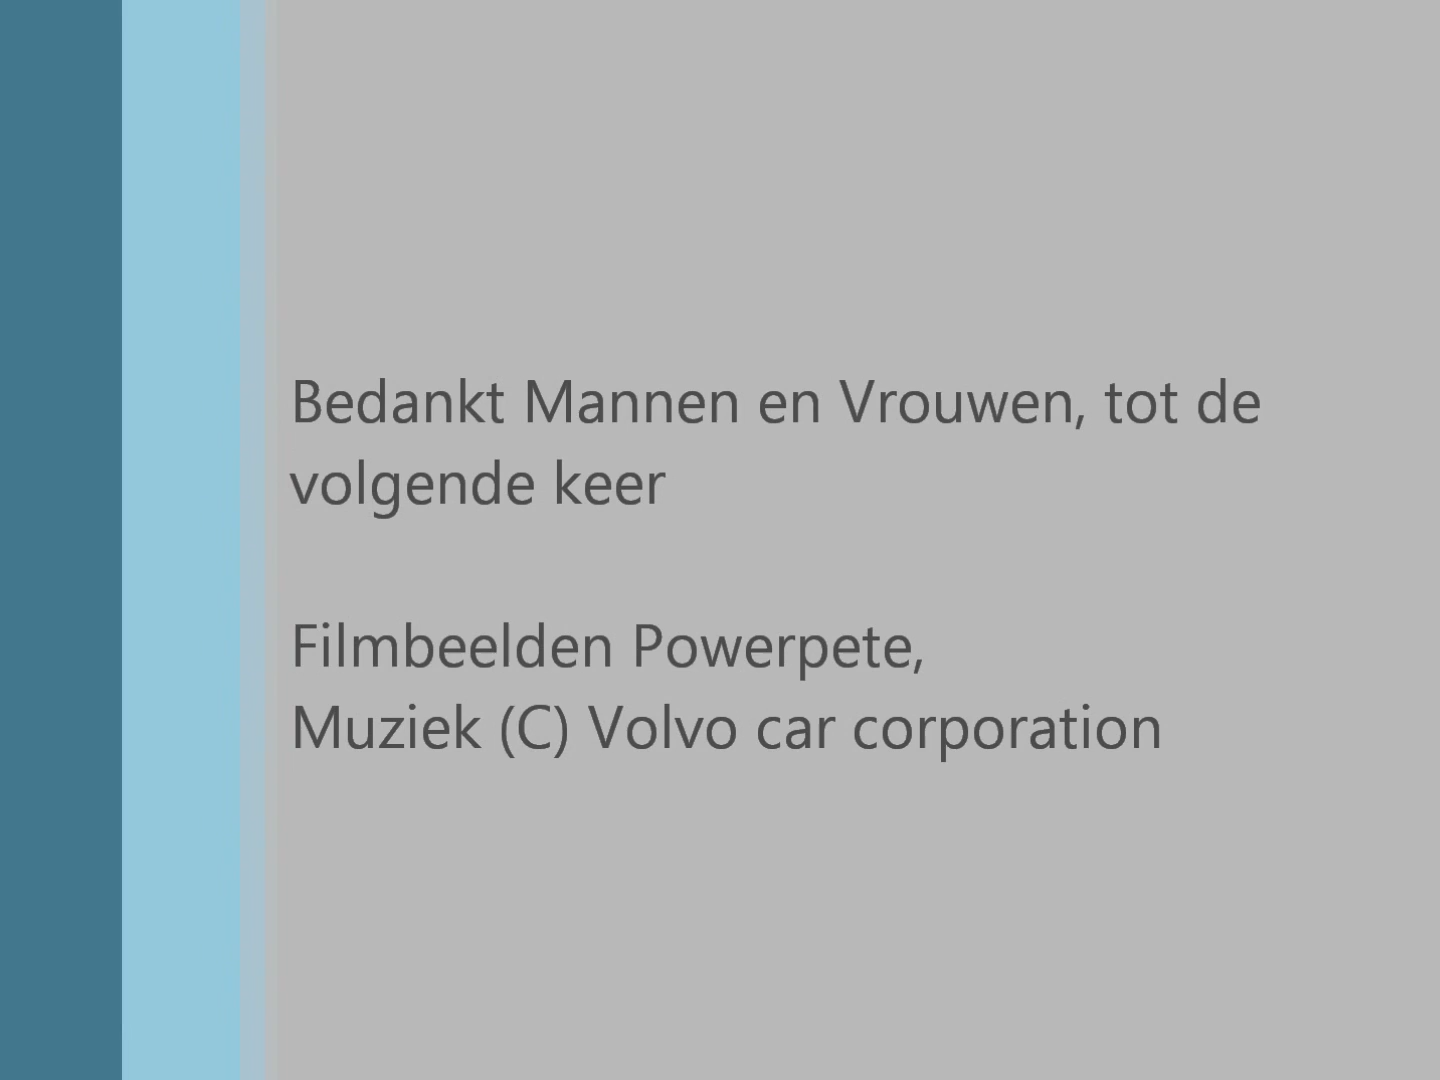 Bedankt Mannen en Vrouwen, tot de
volgende keer
Filmbeelden Powerpete,
Muziek (C) Volvo car corporation